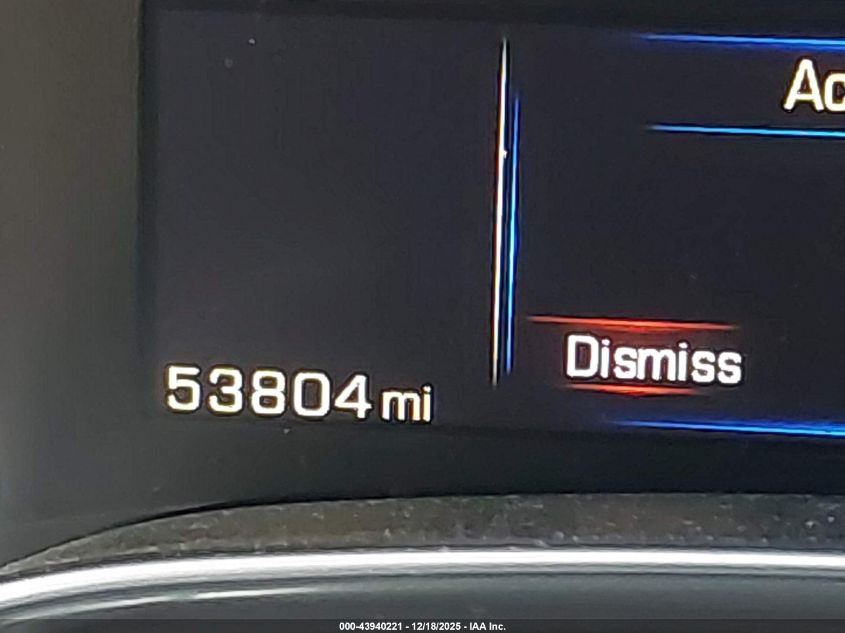 Ac
Dismiss
53804 mi
000-43940221 - 12/18/2025 - IAA Inc.